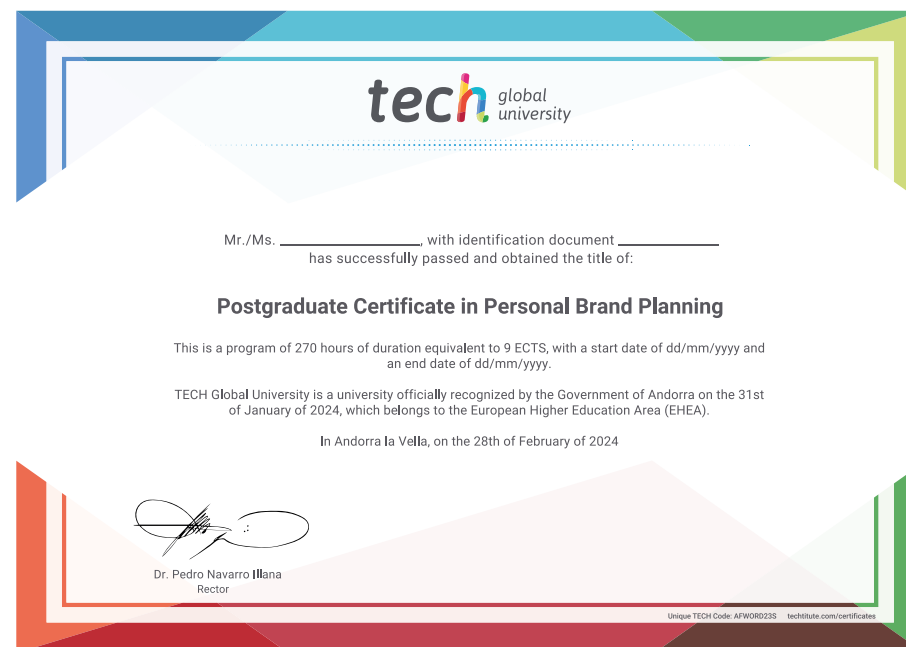 tech global university
Mr./Ms. ____________________, with identification document ______________
has successfully passed and obtained the title of:
Postgraduate Certificate in Personal Brand Planning
This is a program of 270 hours of duration equivalent to 9 ECTS, with a start date of dd/mm/yyyy and
an end date of dd/mm/yyyy.
TECH Global University is a university officially recognized by the Government of Andorra on the 31st
of January of 2024, which belongs to the European Higher Education Area (EHEA).
In Andorra la Vella, on the 28th of February of 2024
Dr. Pedro Navarro Illana
Rector
Unique TECH Code: AFWORD23S techtitute.com/certificates